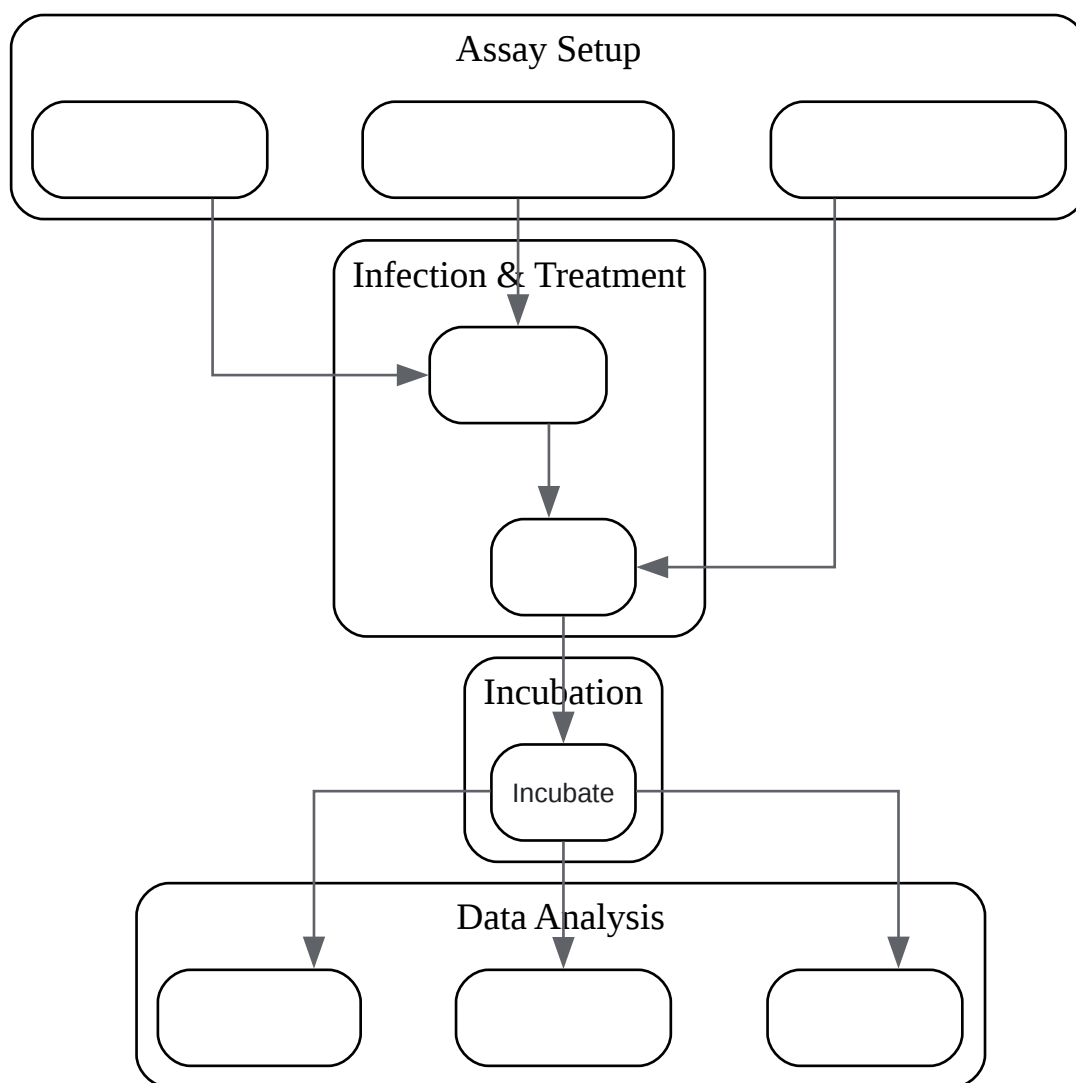 Assay Setup
Infection & Treatment
Incubation
Incubate
Data Analysis